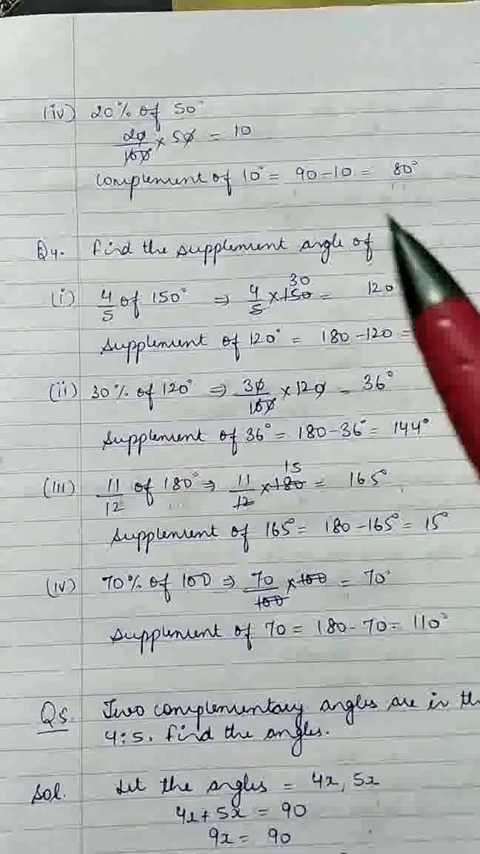 (iv) 20% of 50°
20/100 × 50 = 10
Complement of 10° = 90-10 = 80°
Q4. Find the supplement angle of
(i) 4/5 of 150° ⇒ 4/5 × 150 30 = 120
Supplement of 120° = 180-120 =
(ii) 30% of 120° ⇒ 30/100 × 120 = 36°
Supplement of 36° = 180-36° = 144°
(iii) 11/12 of 180° ⇒ 11/12 × 180 15 = 165°
Supplement of 165° = 180-165° = 15°
(iv) 70% of 100 ⇒ 70/100 × 100 = 70°
Supplement of 70 = 180-70 = 110°
Q5. Two complementary angles are in th
4:5. Find the angles.
Sol. Let the angles = 4x, 5x
4x+5x = 90
9x = 90